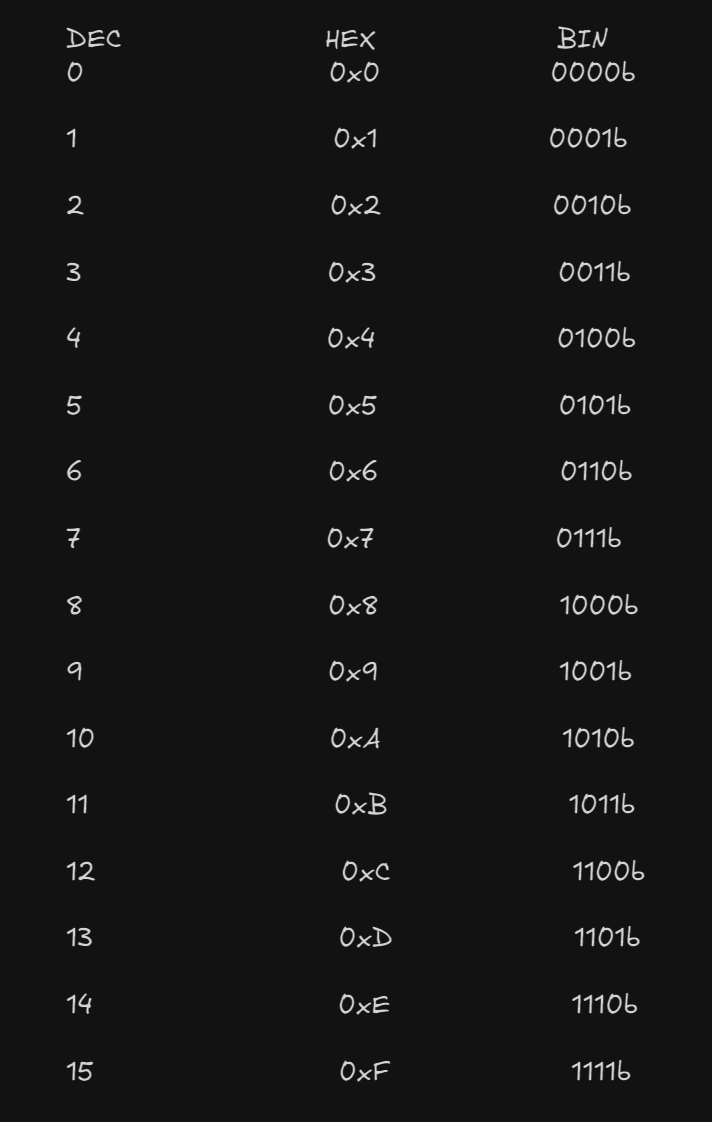 DEC HEX BIN
0 0x0 0000b
1 0x1 0001b
2 0x2 0010b
3 0x3 0011b
4 0x4 0100b
5 0x5 0101b
6 0x6 0110b
7 0x7 0111b
8 0x8 1000b
9 0x9 1001b
10 0xA 1010b
11 0xB 1011b
12 0xC 1100b
13 0xD 1101b
14 0xE 1110b
15 0xF 1111b